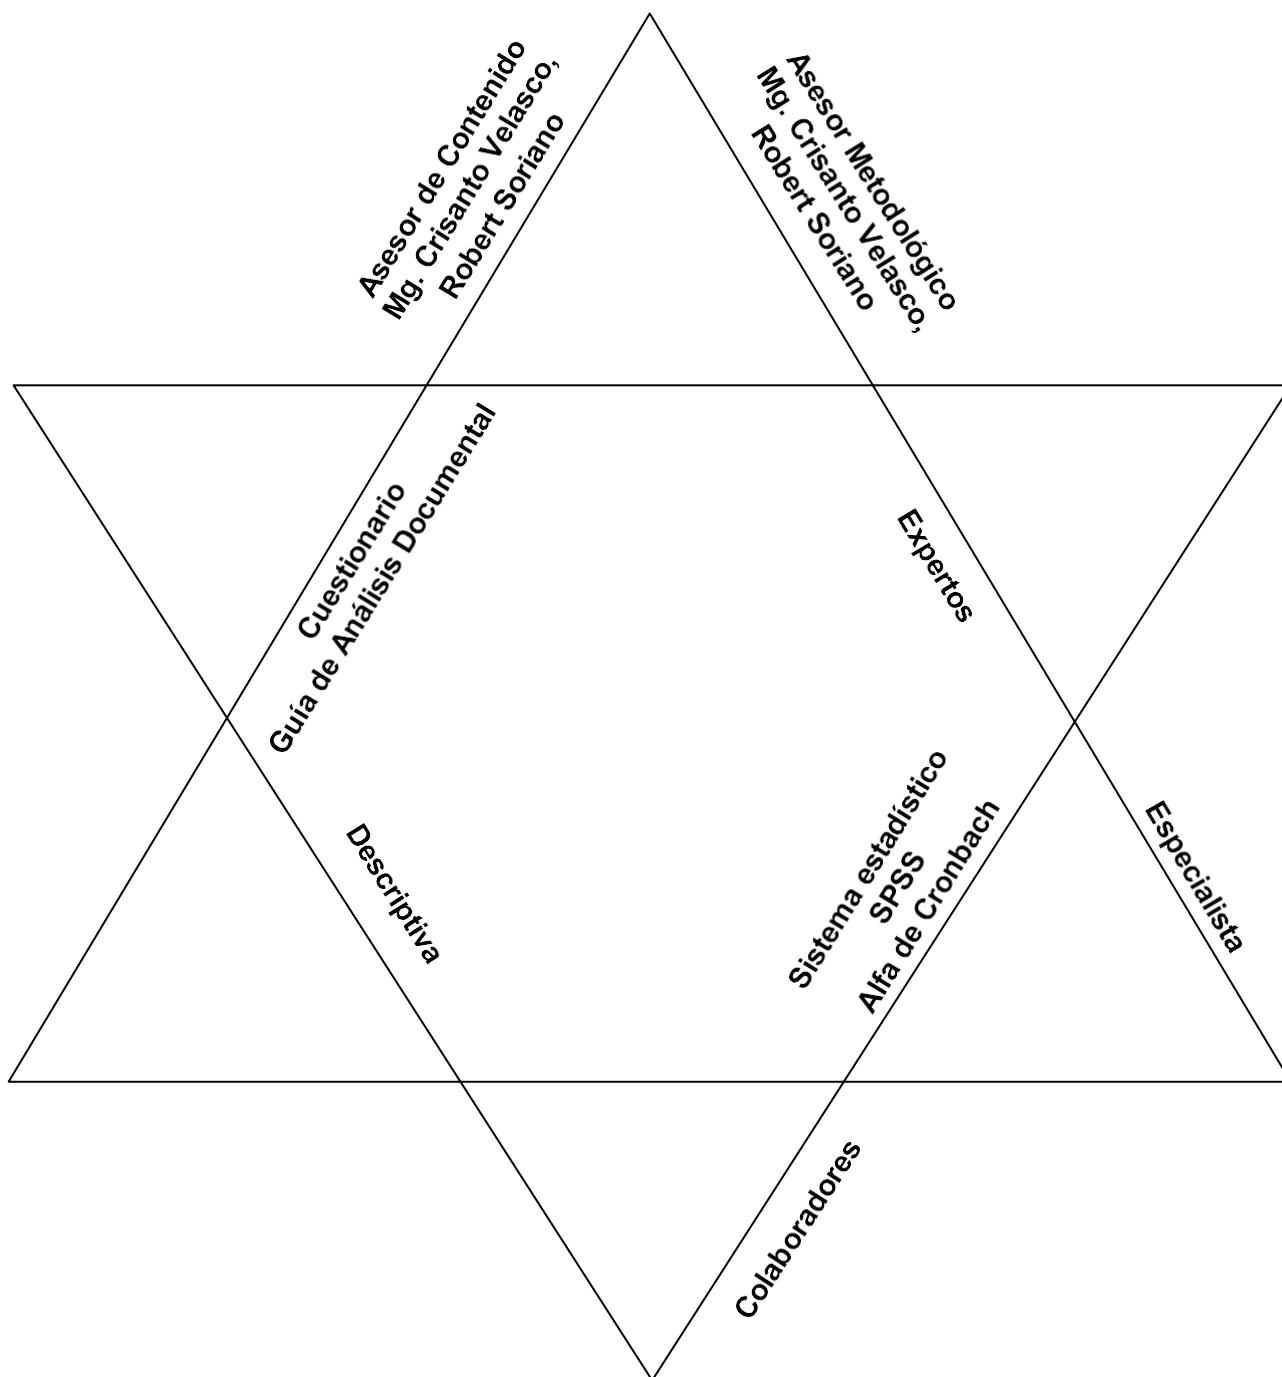 Asesor de Contenido
Mg. Crisanto Velasco,
Robert Soriano
Asesor Metodológico
Mg. Crisanto Velasco,
Robert Soriano
Cuestionario
Guía de Análisis Documental
Expertos
Descriptiva
Sistema estadístico
SPSS
Alfa de Cronbach
Especialista
Colaboradores